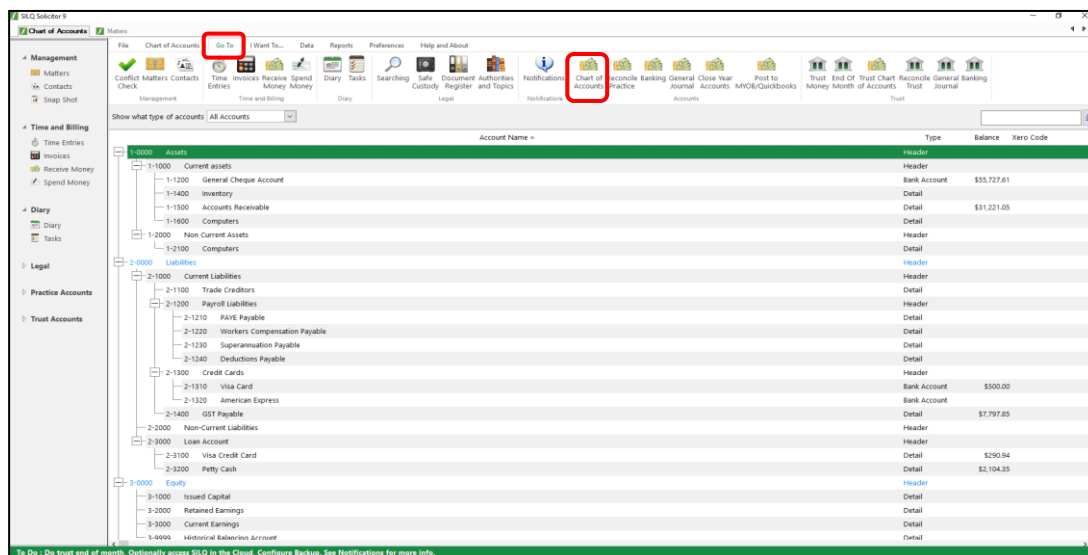 SILQ Solicitor 9
Chart of Accounts Matters
File Chart of Accounts Go To I Want To... Data Reports Preferences Help and About
Conflict Check Matters Contacts Time Entries Invoices Receive Money Spend Money Diary Tasks Searching Safe Custody Document Register Authorities and Topics Notifications Chart of Accounts Reconcile Practice Banking General Journal Close Year Accounts Post to MYOB/Quickbooks Trust Money End Of Month Trust Chart of Accounts Reconcile Trust General Journal Banking
Management Time and Billing Diary Legal Notifications Accounts Trust
Management
Matters
Contacts
Snap Shot
Time and Billing
Time Entries
Invoices
Receive Money
Spend Money
Diary
Diary
Tasks
Legal
Practice Accounts
Trust Accounts
Show what type of accounts All Accounts
Account Name Type Balance Xero Code
1-0000 Assets Header
1-1000 Current assets Header
1-1200 General Cheque Account Bank Account $55,727.61
1-1400 Inventory Detail
1-1500 Accounts Receivable Detail $31,221.05
1-1600 Computers Detail
1-2000 Non Current Assets Header
1-2100 Computers Detail
2-0000 Liabilities Header
2-1000 Current Liabilities Header
2-1100 Trade Creditors Detail
2-1200 Payroll Liabilities Header
2-1210 PAYE Payable Detail
2-1220 Workers Compensation Payable Detail
2-1230 Superannuation Payable Detail
2-1240 Deductions Payable Detail
2-1300 Credit Cards Header
2-1310 Visa Card Bank Account $500.00
2-1320 American Express Bank Account
2-1400 GST Payable Detail $7,797.85
2-2000 Non-Current Liabilities Header
2-3000 Loan Account Header
2-3100 Visa Credit Card Detail $290.94
2-3200 Petty Cash Detail $2,104.35
3-0000 Equity Header
3-1000 Issued Capital Detail
3-2000 Retained Earnings Detail
3-3000 Current Earnings Detail
3-9999 Historical Balancing Account Detail
To Do : Do trust end of month, Optionally access SILQ in the Cloud, Configure Backup. See Notifications for more info.